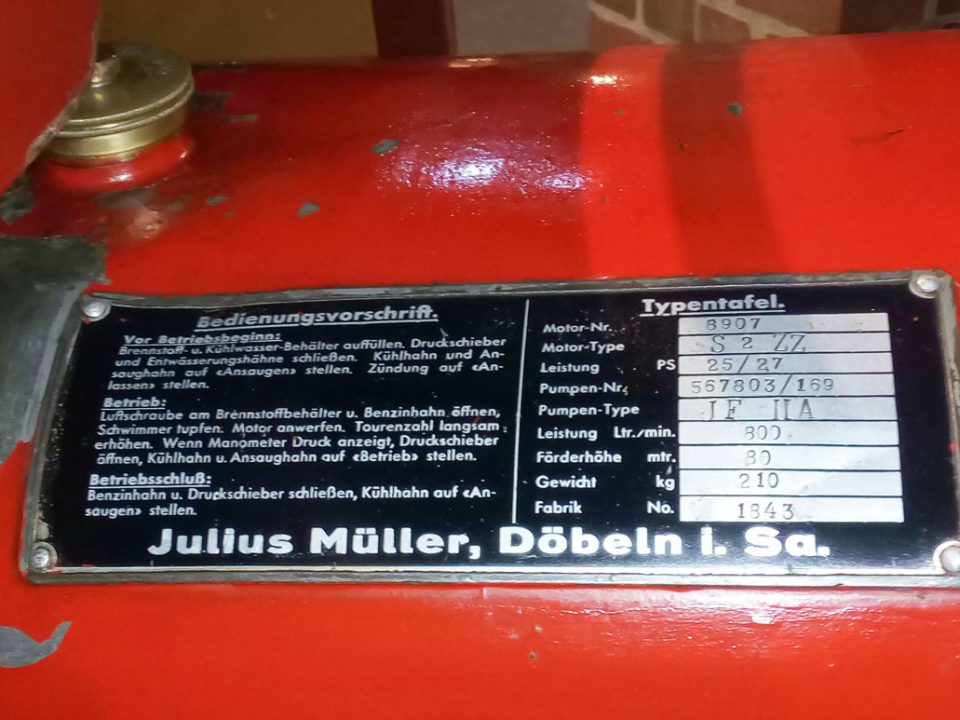 Bedienungsvorschrift.
Vor Betriebsbeginn:
Brennstoff- u. Kühlwasser-Behälter auffüllen. Druckschieber
und Entwässerungshähne schließen. Kühlhahn und An-
saughahn auf «Ansaugen» stellen. Zündung auf «An-
lassen» stellen.
Betrieb:
Luftschraube am Brennstoffbehälter u. Benzinhahn öffnen,
Schwimmer tupfen. Motor anwerfen. Tourenzahl langsam
erhöhen. Wenn Manometer Druck anzeigt, Druckschieber
öffnen, Kühlhahn u. Ansaughahn auf «Betrieb» stellen.
Betriebsschluß:
Benzinhahn u. Druckschieber schließen, Kühlhahn auf «An-
saugen» stellen.
Typentafel.
Motor-Nr. 8907
Motor-Type S 2 ZZ
Leistung PS 25/27
Pumpen-Nr. 567803/169
Pumpen-Type JF IIA
Leistung Ltr./min. 800
Förderhöhe mtr. 80
Gewicht kg 210
Fabrik No. 1843
Julius Müller, Döbeln i. Sa.